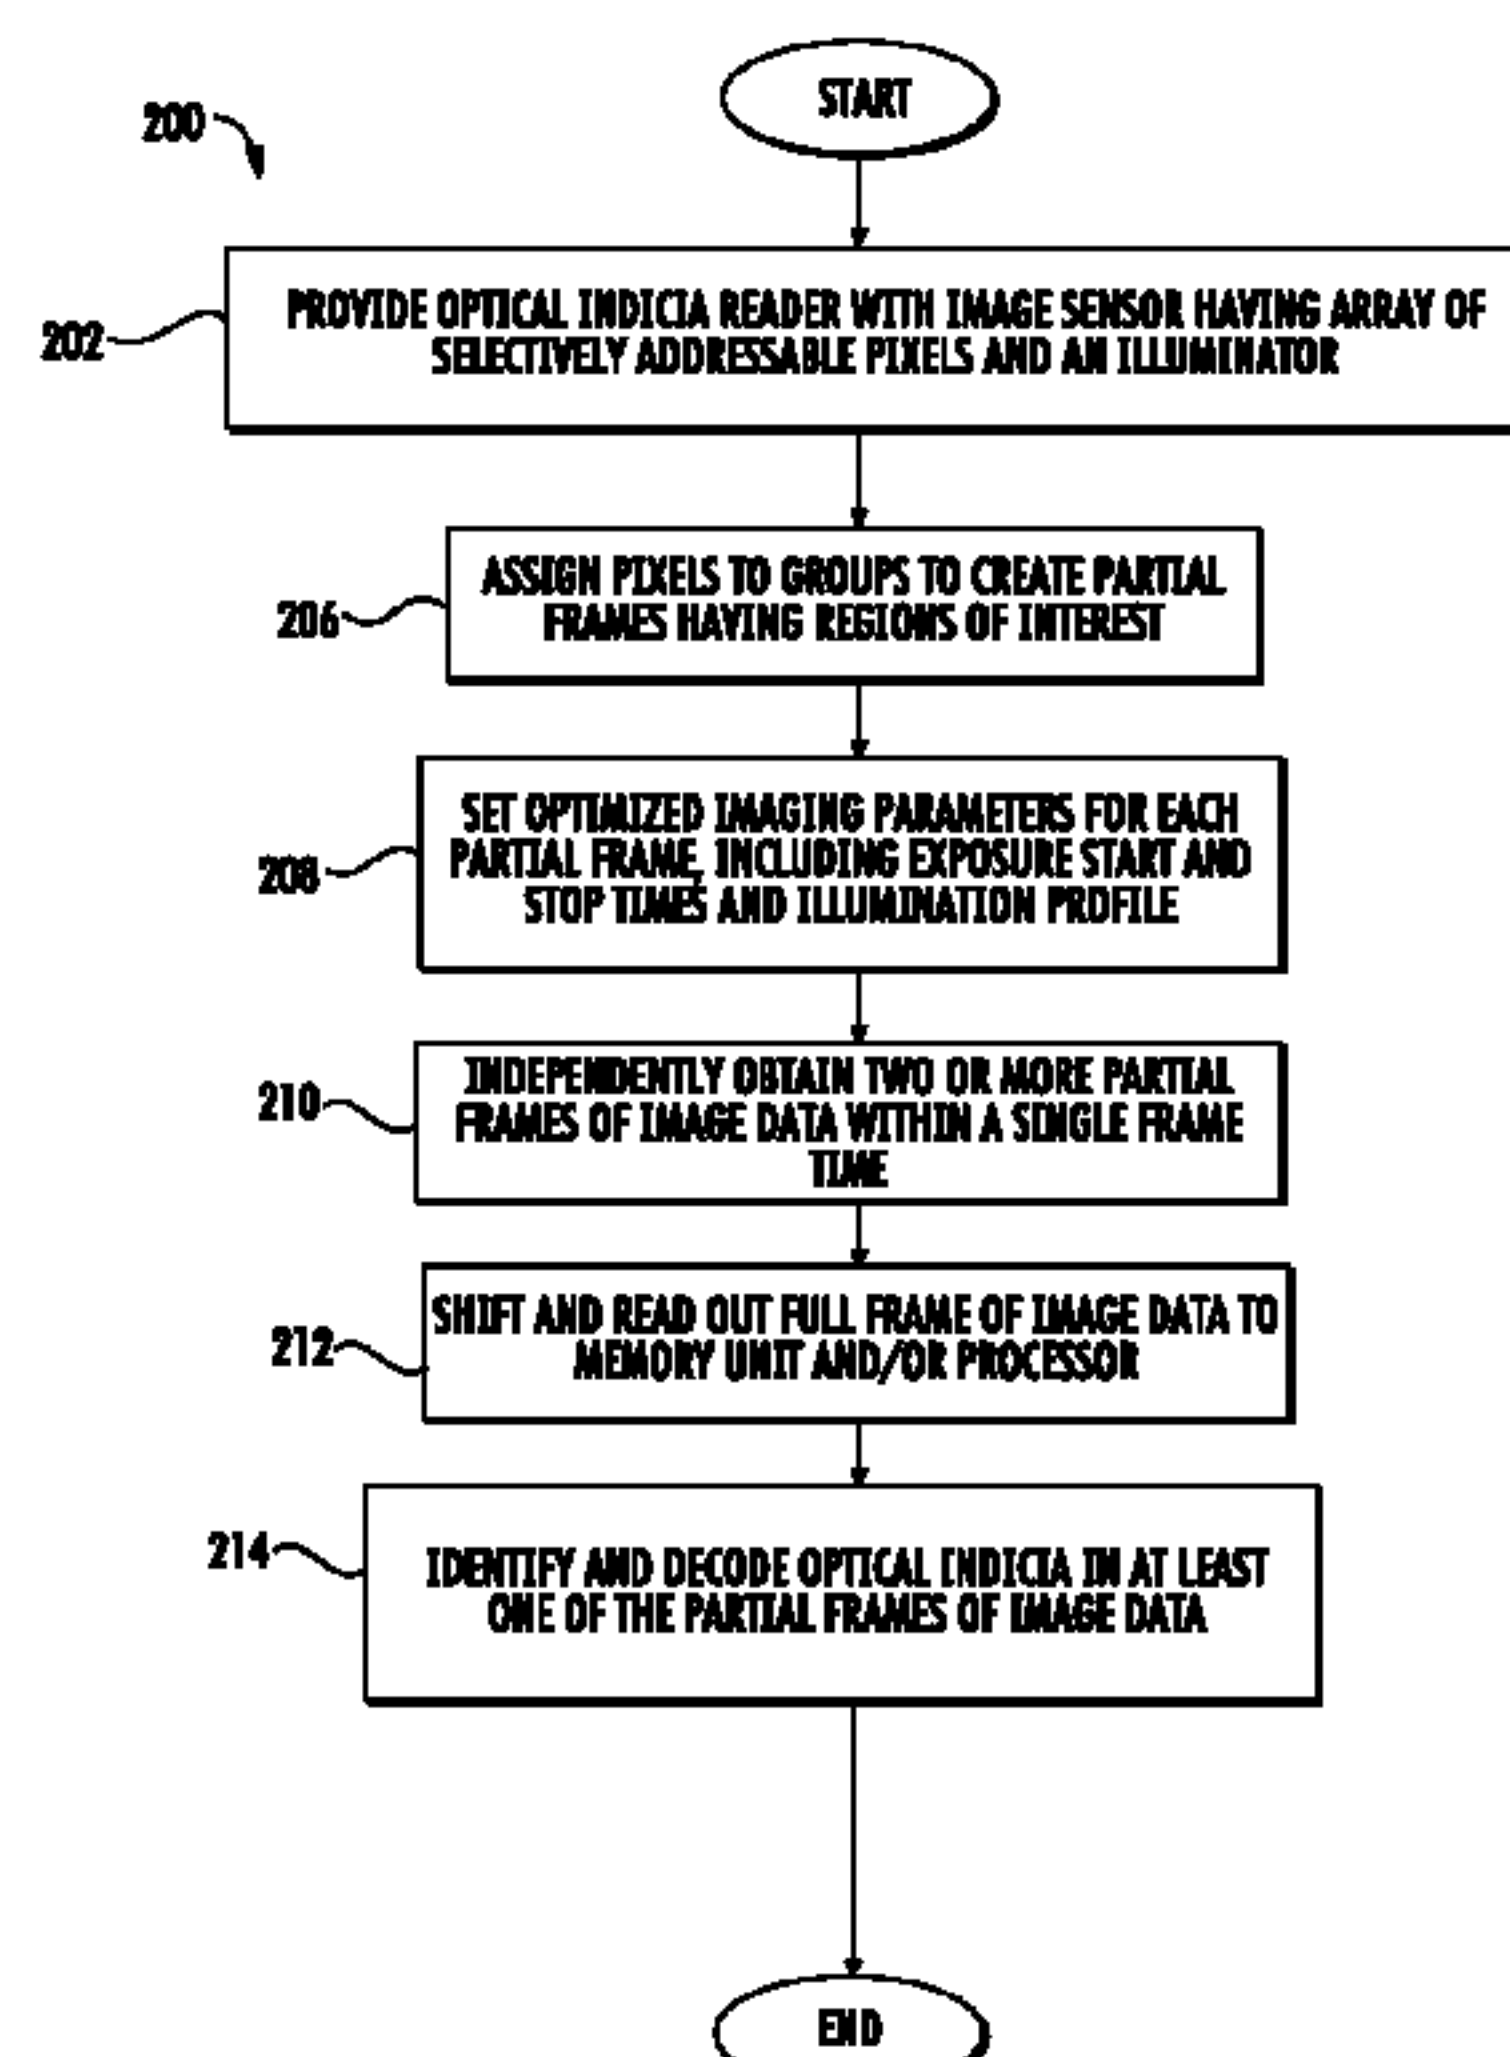 START
200
202
PROVIDE OPTICAL INDICIA READER WITH IMAGE SENSOR HAVING ARRAY OF
SELECTIVELY ADDRESSABLE PIXELS AND AN ILLUMINATOR
206
ASSIGN PIXELS TO GROUPS TO CREATE PARTIAL
FRAMES HAVING REGIONS OF INTEREST
208
SET OPTIMIZED IMAGING PARAMETERS FOR EACH
PARTIAL FRAME, INCLUDING EXPOSURE START AND
STOP TIMES AND ILLUMINATION PROFILE
210
INDEPENDENTLY OBTAIN TWO OR MORE PARTIAL
FRAMES OF IMAGE DATA WITHIN A SINGLE FRAME
TIME
212
SHIFT AND READ OUT FULL FRAME OF IMAGE DATA TO
MEMORY UNIT AND/OR PROCESSOR
214
IDENTIFY AND DECODE OPTICAL INDICIA IN AT LEAST
ONE OF THE PARTIAL FRAMES OF IMAGE DATA
END